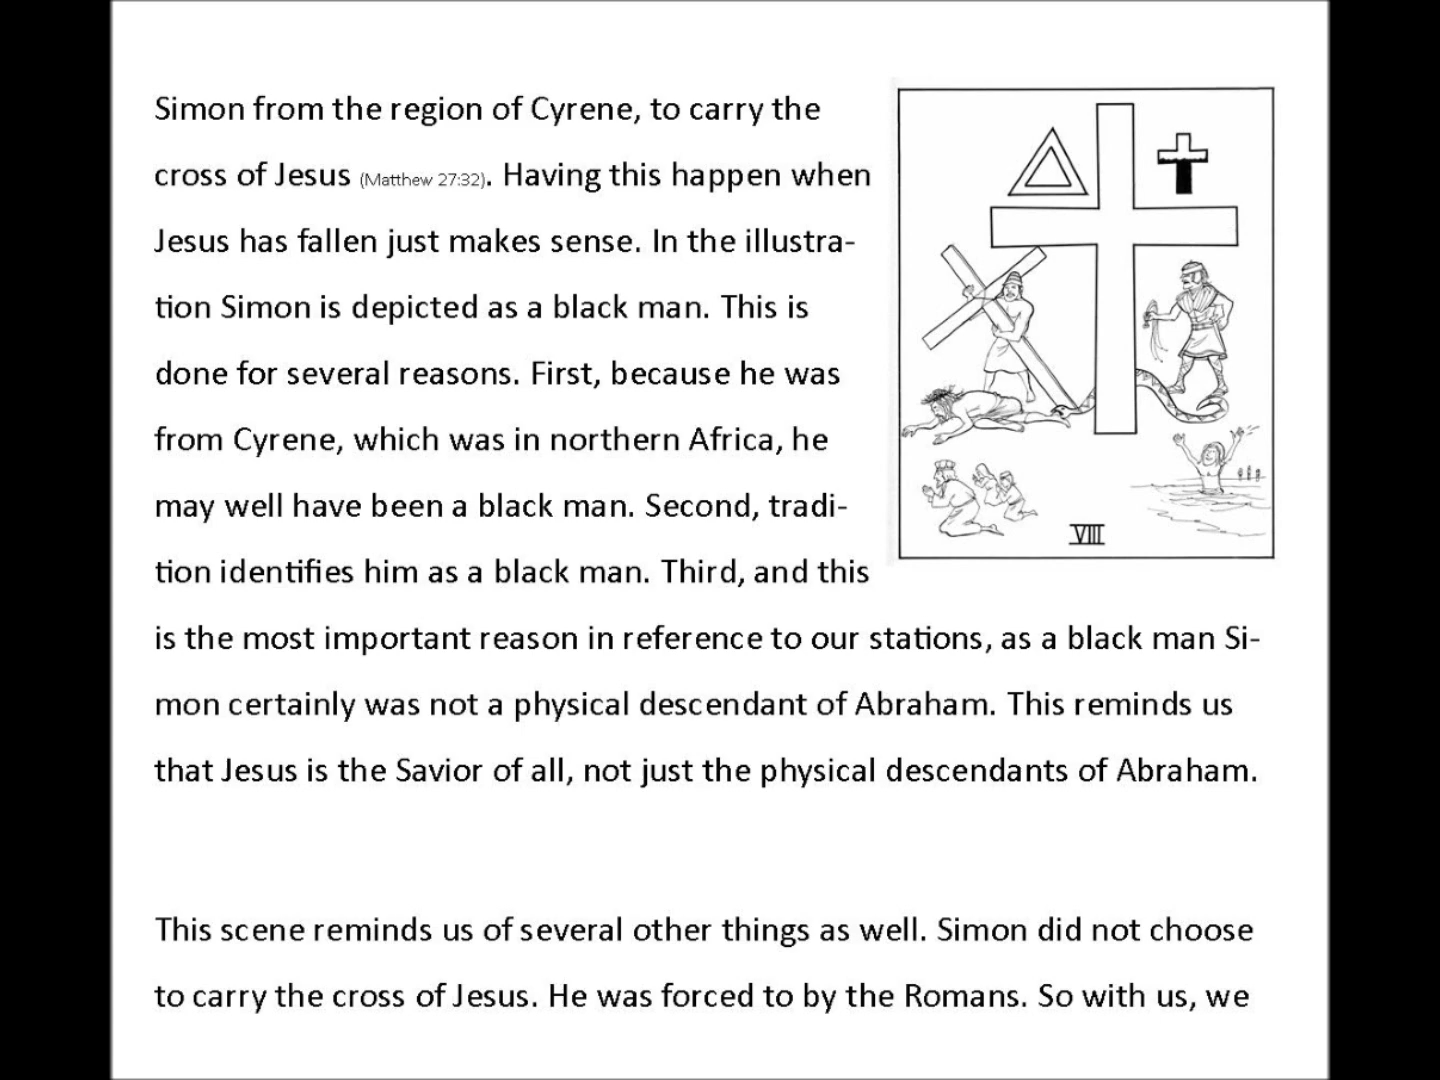 Simon from the region of Cyrene, to carry the
cross of Jesus (Matthew 27:32). Having this happen when
Jesus has fallen just makes sense. In the illustra-
tion Simon is depicted as a black man. This is
done for several reasons. First, because he was
from Cyrene, which was in northern Africa, he
may well have been a black man. Second, tradi-
tion identifies him as a black man. Third, and this
is the most important reason in reference to our stations, as a black man Si-
mon certainly was not a physical descendant of Abraham. This reminds us
that Jesus is the Savior of all, not just the physical descendants of Abraham.
This scene reminds us of several other things as well. Simon did not choose
to carry the cross of Jesus. He was forced to by the Romans. So with us, we
VIII